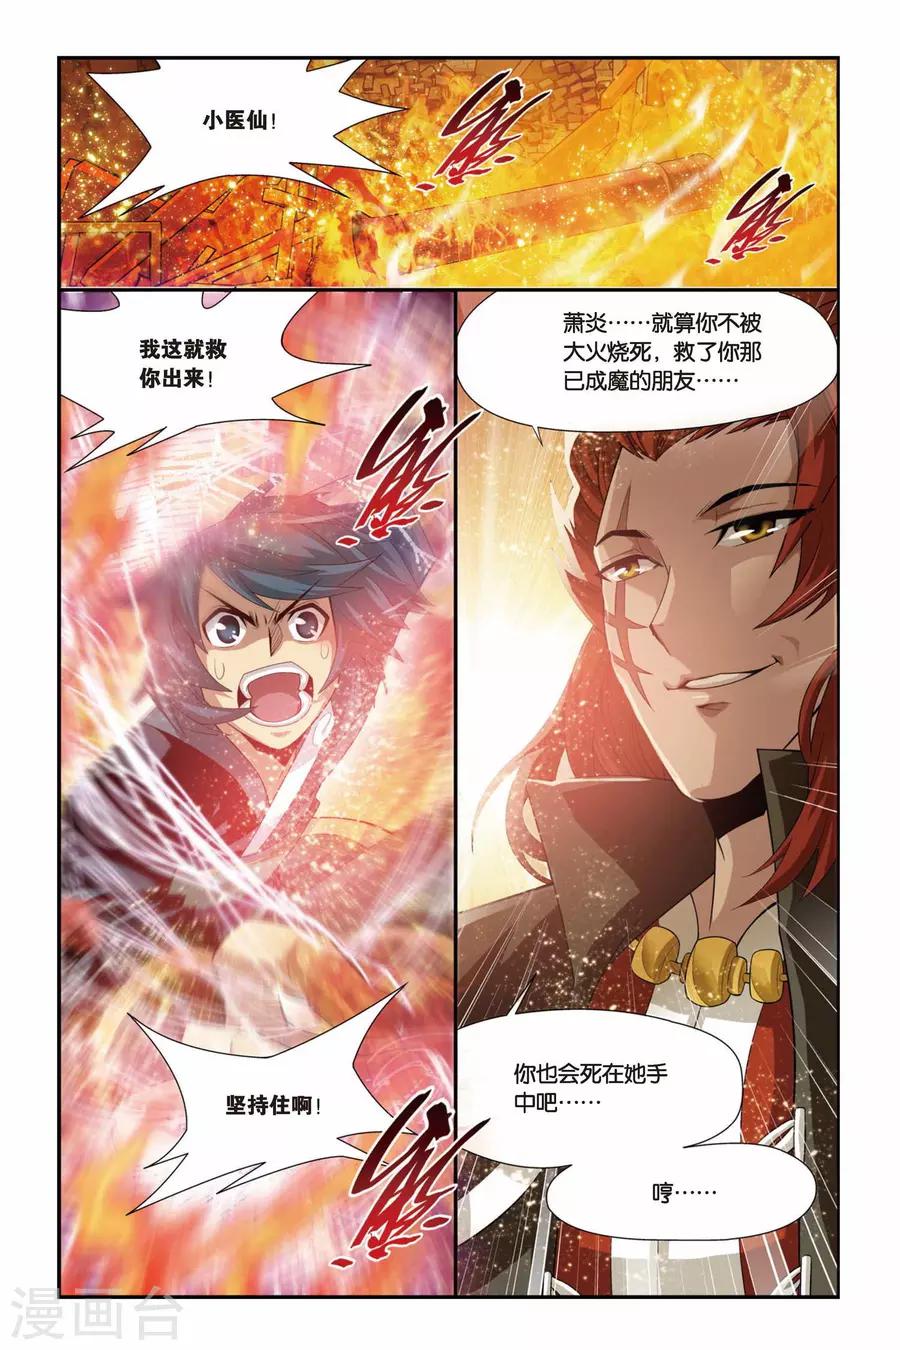 小医仙！
我这就救
你出来！
坚持住啊！
萧炎……就算你不被
大火烧死，救了你那
已成魔的朋友……
你也会死在她手
中吧……
哼……
漫画台